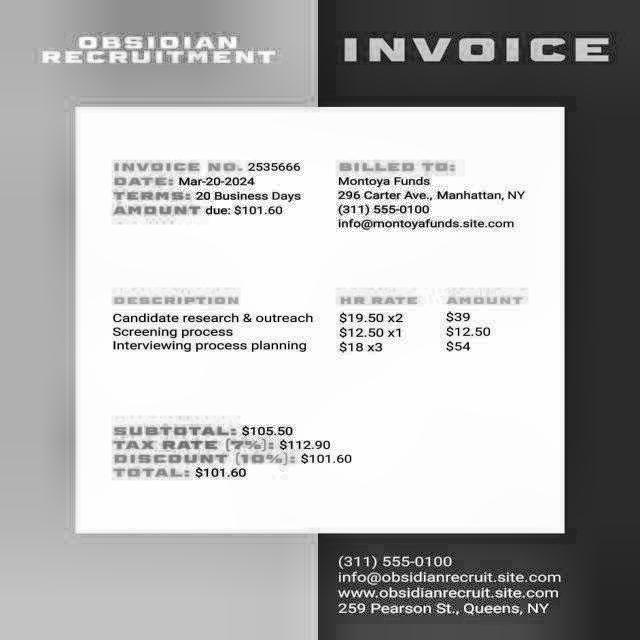 OBSIDIAN
RECRUITMENT
INVOICE
INVOICE NO. 2535666
DATE: Mar-20-2024
TERMS: 20 Business Days
AMOUNT due: $101.60
BILLED TO:
Montoya Funds
296 Carter Ave., Manhattan, NY
(311) 555-0100
info@montoyafunds.site.com
DESCRIPTION HR RATE AMOUNT
Candidate research & outreach $19.50 x2 $39
Screening process $12.50 x1 $12.50
Interviewing process planning $18 x3 $54
SUBTOTAL: $105.50
TAX RATE (7%): $112.90
DISCOUNT (10%): $101.60
TOTAL: $101.60
(311) 555-0100
info@obsidianrecruit.site.com
www.obsidianrecruit.site.com
259 Pearson St., Queens, NY